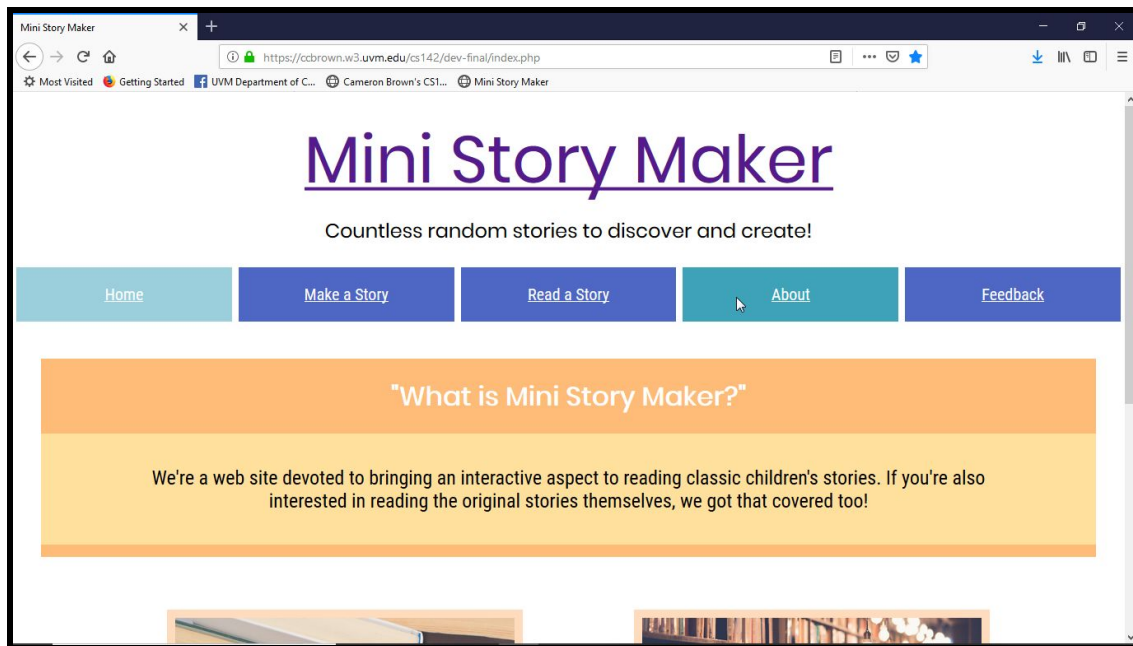 Mini Story Maker
https://ccbrown.w3.uvm.edu/cs142/dev-final/index.php
Most Visited Getting Started UVM Department of C... Cameron Brown's CS1... Mini Story Maker
Mini Story Maker
Countless random stories to discover and create!
Home Make a Story Read a Story About Feedback
"What is Mini Story Maker?"
We're a web site devoted to bringing an interactive aspect to reading classic children's stories. If you're also
interested in reading the original stories themselves, we got that covered too!